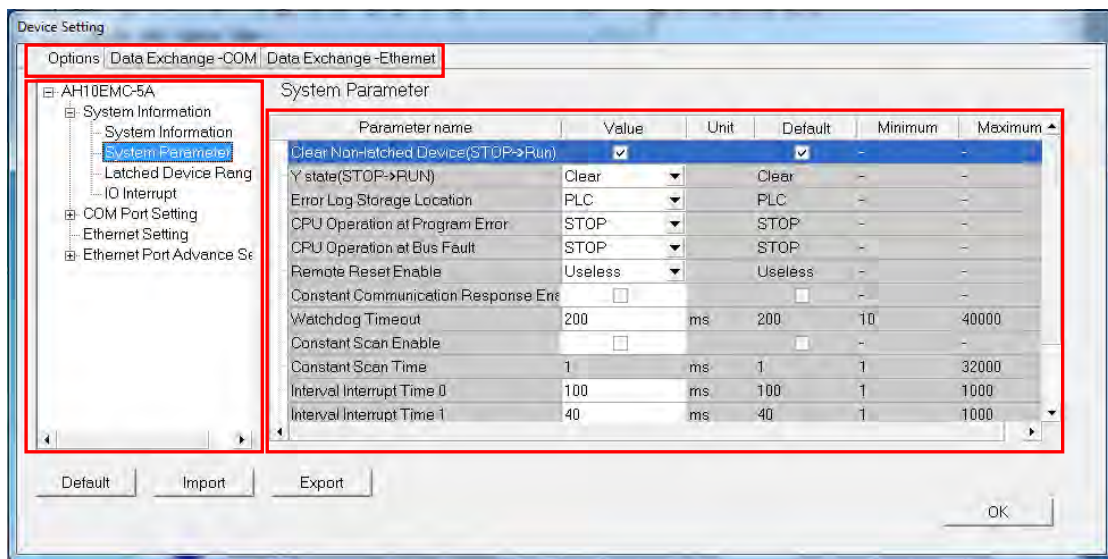 Device Setting
Options Data Exchange -COM Data Exchange -Ethernet
AH10EMC-5A
System Information
System Information
System Parameter
Latched Device Rang
IO Interrupt
COM Port Setting
Ethernet Setting
Ethernet Port Advance Se
System Parameter
Parameter name Value Unit Default Minimum Maximum
Clear Non-latched Device(STOP->Run) - -
Y state(STOP->RUN) Clear Clear - -
Error Log Storage Location PLC PLC - -
CPU Operation at Program Error STOP STOP - -
CPU Operation at Bus Fault STOP STOP - -
Remote Reset Enable Useless Useless - -
Constant Communication Response Ena - -
Watchdog Timeout 200 ms 200 10 40000
Constant Scan Enable - -
Constant Scan Time 1 ms 1 1 32000
Interval Interrupt Time 0 100 ms 100 1 1000
Interval Interrupt Time 1 40 ms 40 1 1000
Default Import Export
OK